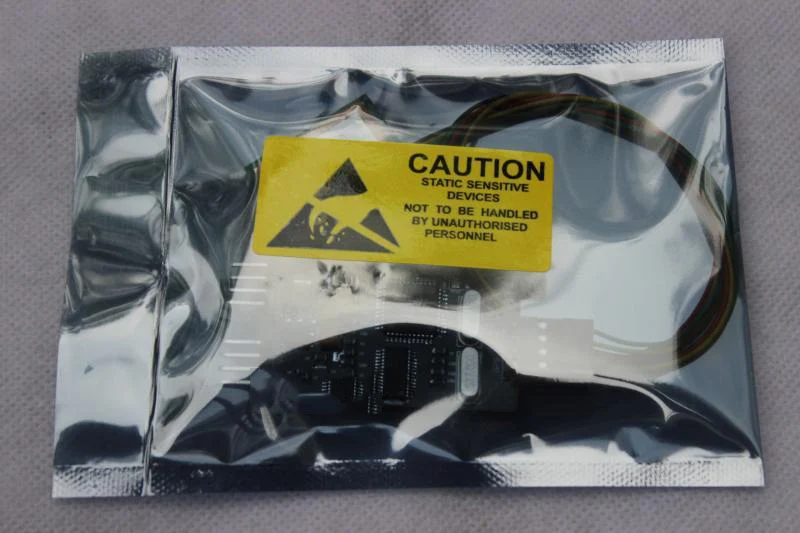 CAUTION
STATIC SENSITIVE
DEVICES
NOT TO BE HANDLED
BY UNAUTHORISED
PERSONNEL